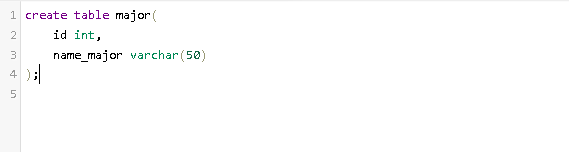 1 create table major(
2     id int,
3     name_major varchar(50)
4 );
5